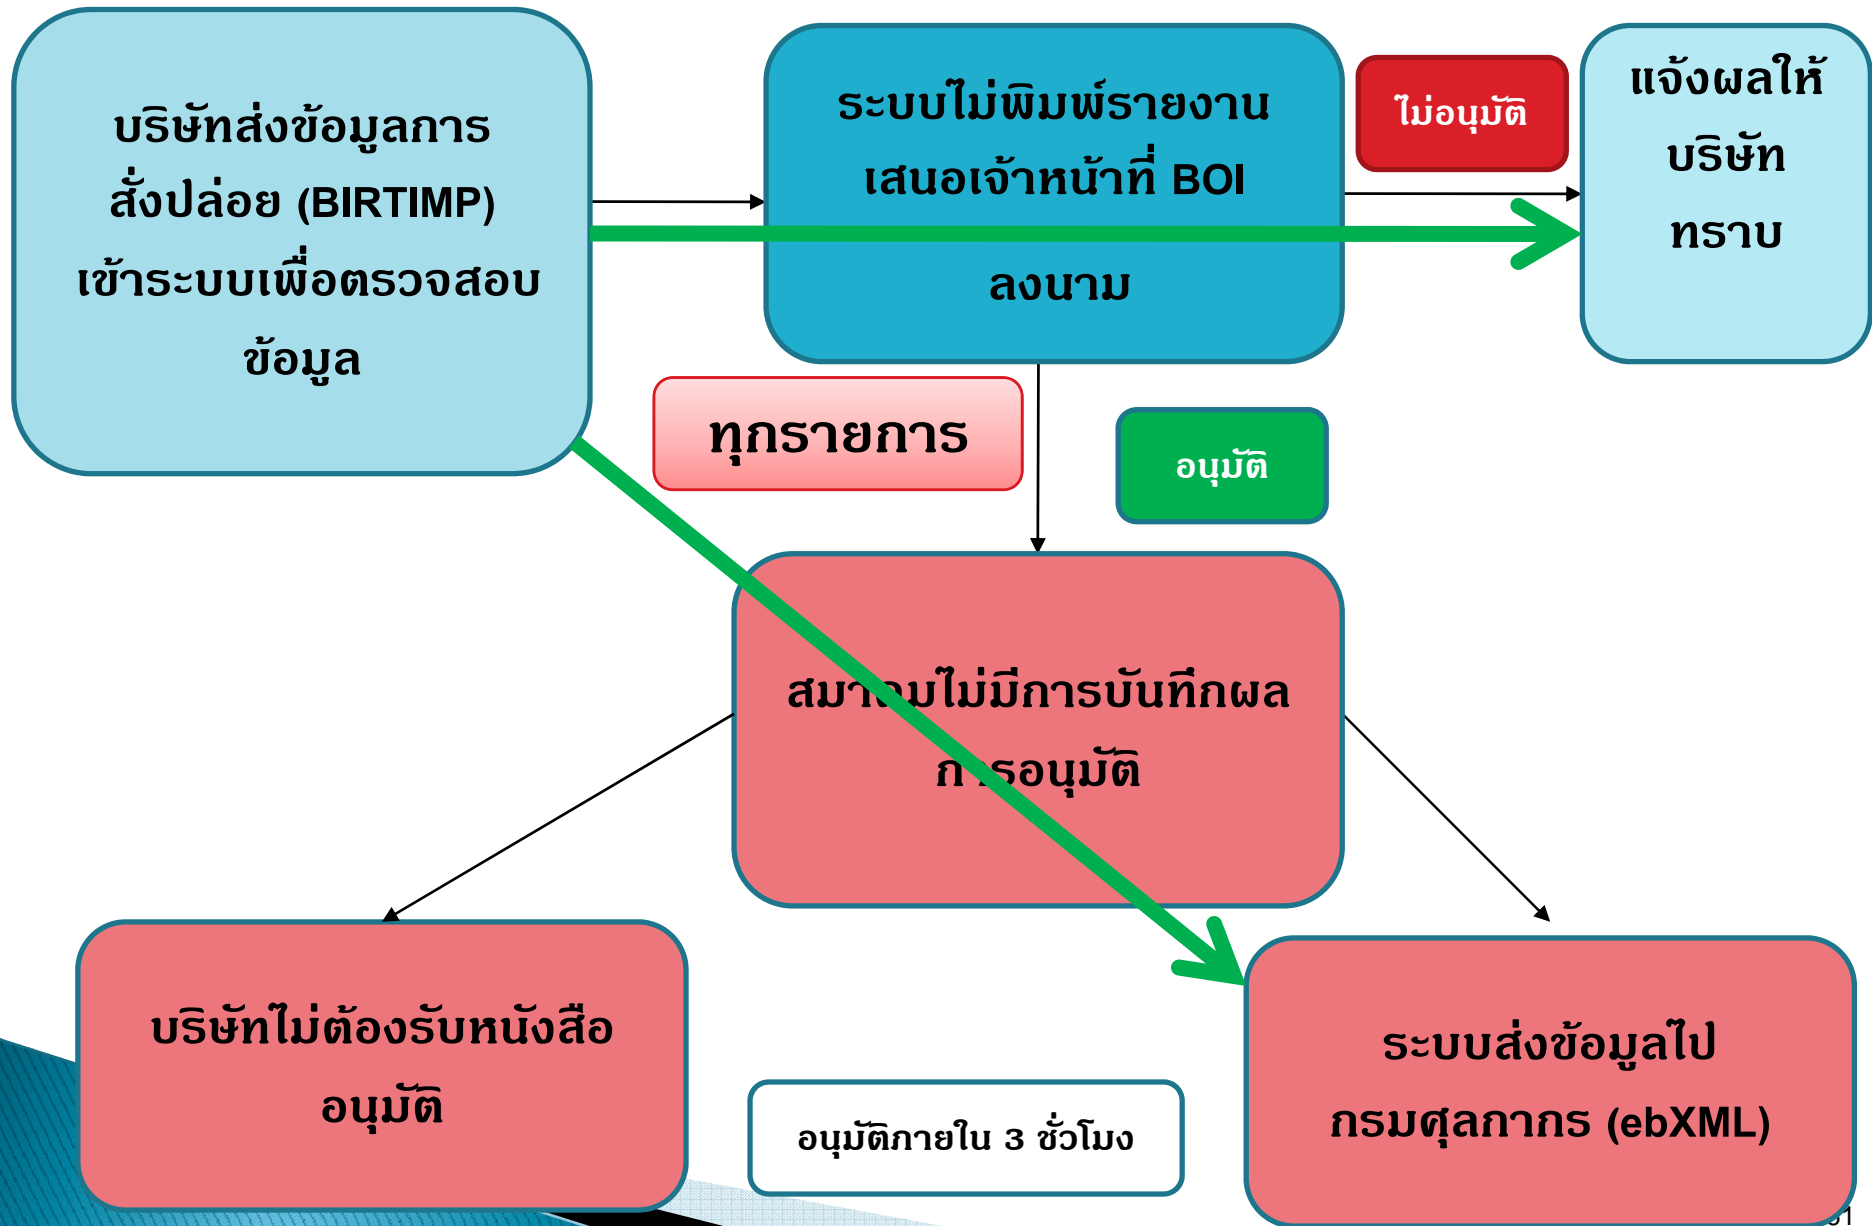 บริษัทส่งข้อมูลการ
สั่งปล่อย (BIRTIMP)
เข้าระบบเพื่อตรวจสอบ
ข้อมูล
ระบบไม่พิมพ์รายงาน
เสนอเจ้าหน้าที่ BOI
ลงนาม
ไม่อนุมัติ
แจ้งผลให้
บริษัท
ทราบ
ทุกรายการ
อนุมัติ
สมาคมไม่มีการบันทึกผล
การอนุมัติ
บริษัทไม่ต้องรับหนังสือ
อนุมัติ
อนุมัติภายใน 3 ชั่วโมง
ระบบส่งข้อมูลไป
กรมศุลกากร (ebXML)